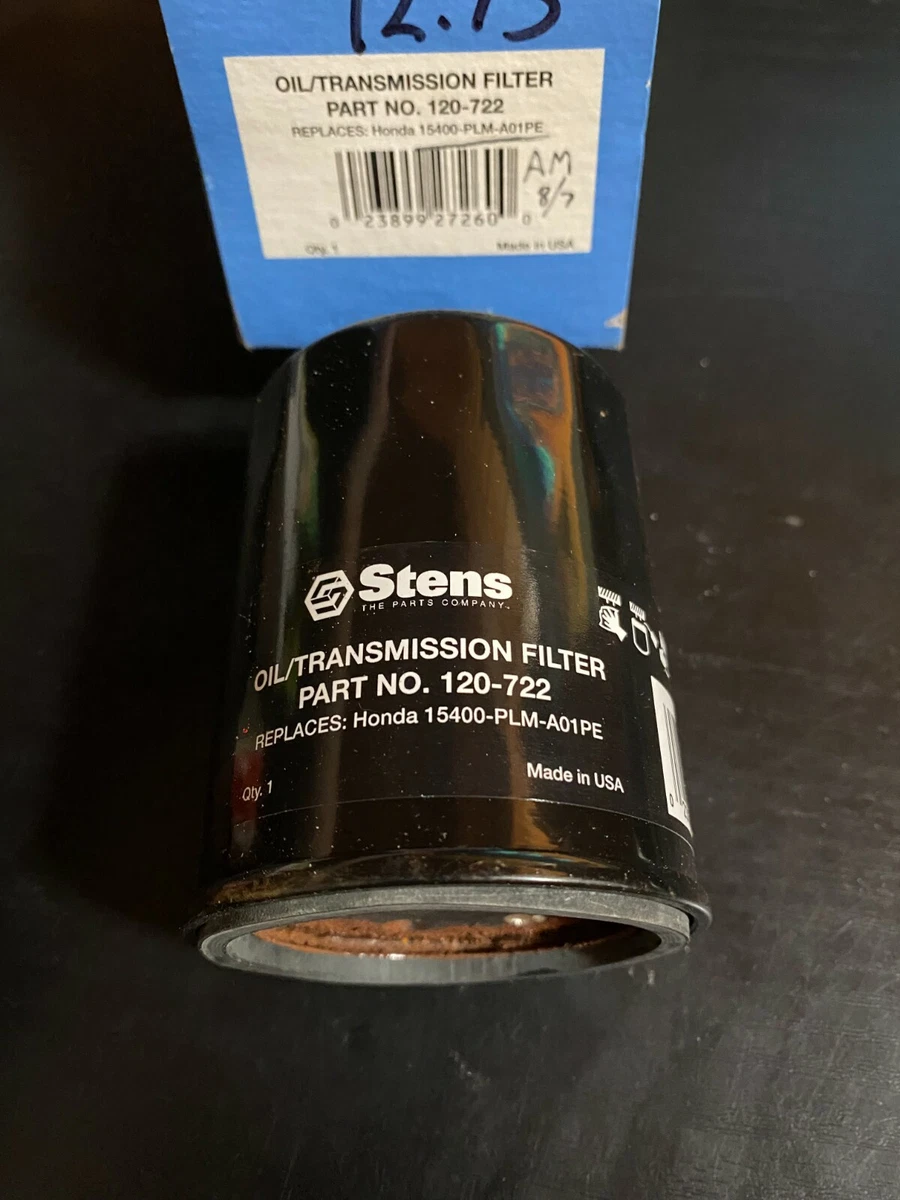 12.75
OIL/TRANSMISSION FILTER
PART NO. 120-722
REPLACES: Honda 15400-PLM-A01PE
AM
8/7
0 23899 27260 0
Qty. 1 Made in USA
Stens
THE PARTS COMPANY
OIL/TRANSMISSION FILTER
PART NO. 120-722
REPLACES: Honda 15400-PLM-A01PE
Qty. 1 Made in USA
0